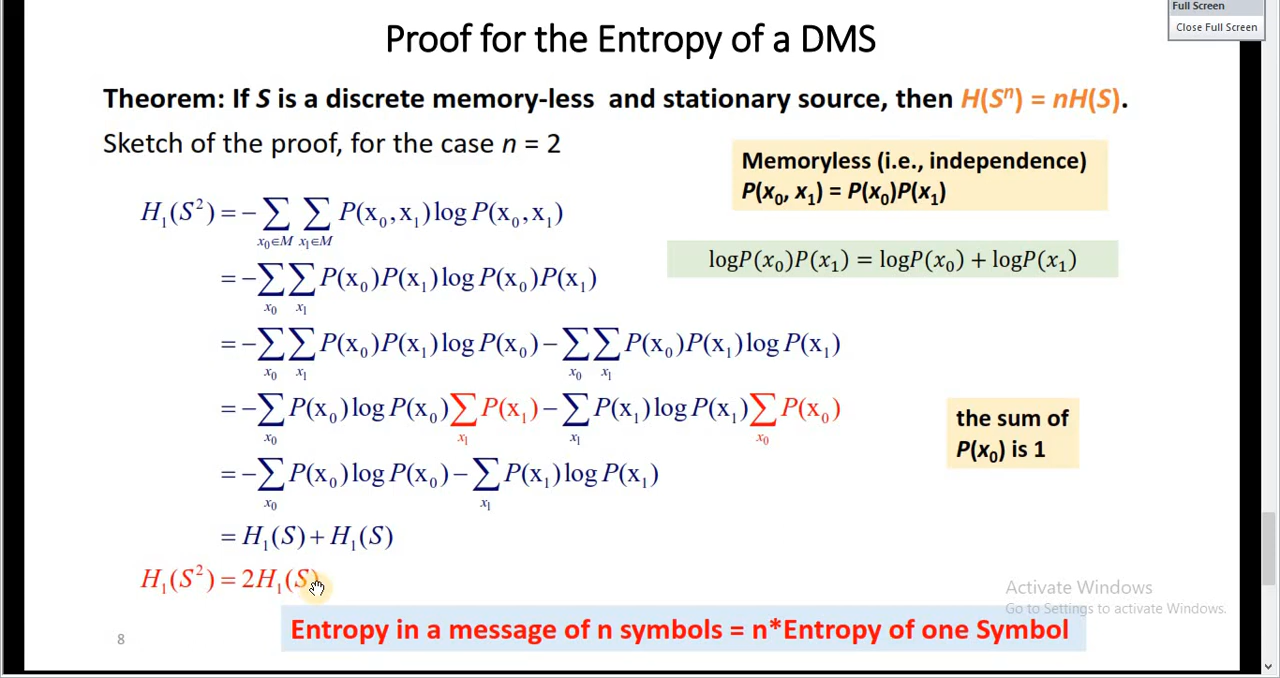 Full Screen
Close Full Screen
Proof for the Entropy of a DMS
Theorem: If S is a discrete memory-less and stationary source, then H(Sⁿ) = nH(S).
Sketch of the proof, for the case n = 2
Memoryless (i.e., independence)
P(x₀, x₁) = P(x₀)P(x₁)
H₁(S²) = −∑_{x₀∈M} ∑_{x₁∈M} P(x₀,x₁) log P(x₀,x₁)
logP(x₀)P(x₁) = logP(x₀) + logP(x₁)
= −∑_{x₀} ∑_{x₁} P(x₀)P(x₁) log P(x₀)P(x₁)
= −∑_{x₀} ∑_{x₁} P(x₀)P(x₁) log P(x₀) − ∑_{x₀} ∑_{x₁} P(x₀)P(x₁) log P(x₁)
= −∑_{x₀} P(x₀) log P(x₀) ∑_{x₁} P(x₁) − ∑_{x₁} P(x₁) log P(x₁) ∑_{x₀} P(x₀)
the sum of
P(x₀) is 1
= −∑_{x₀} P(x₀) log P(x₀) − ∑_{x₁} P(x₁) log P(x₁)
= H₁(S) + H₁(S)
H₁(S²) = 2H₁(S)
Activate Windows
Go to Settings to activate Windows.
Entropy in a message of n symbols = n*Entropy of one Symbol
8